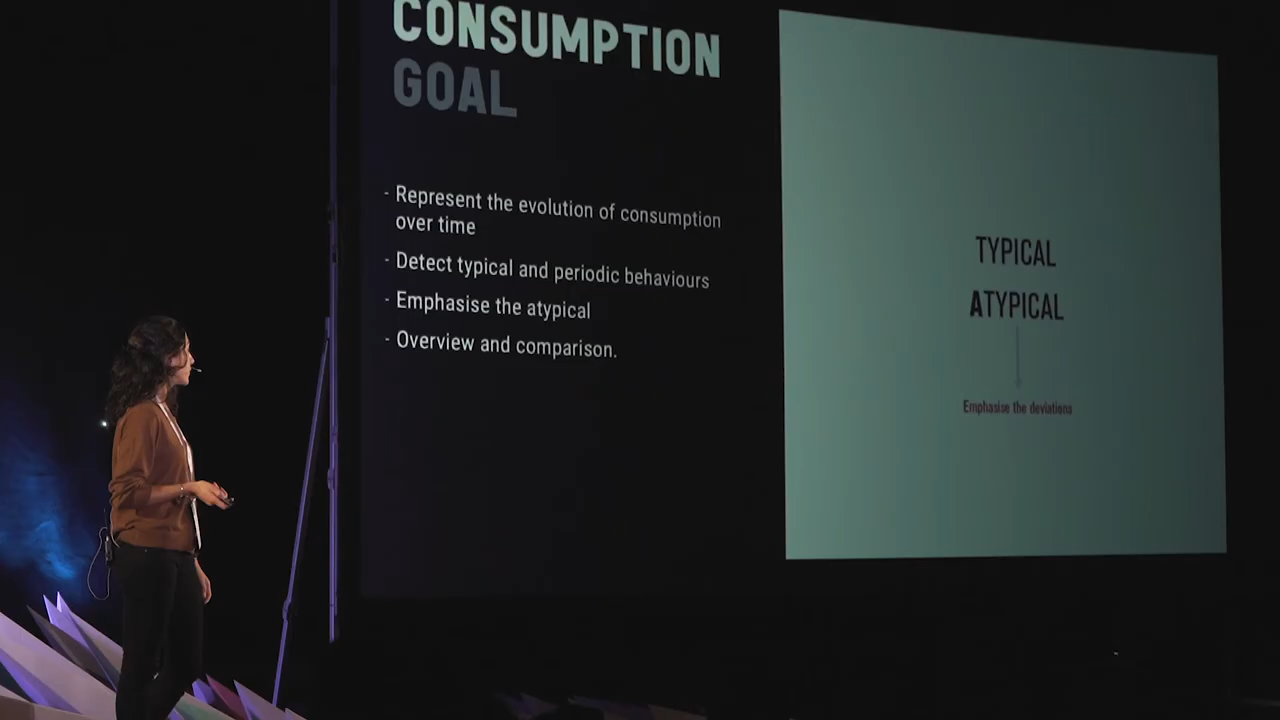 CONSUMPTION
GOAL
- Represent the evolution of consumption
over time
- Detect typical and periodic behaviours
- Emphasise the atypical
- Overview and comparison.
TYPICAL
ATYPICAL
Emphasise the deviations